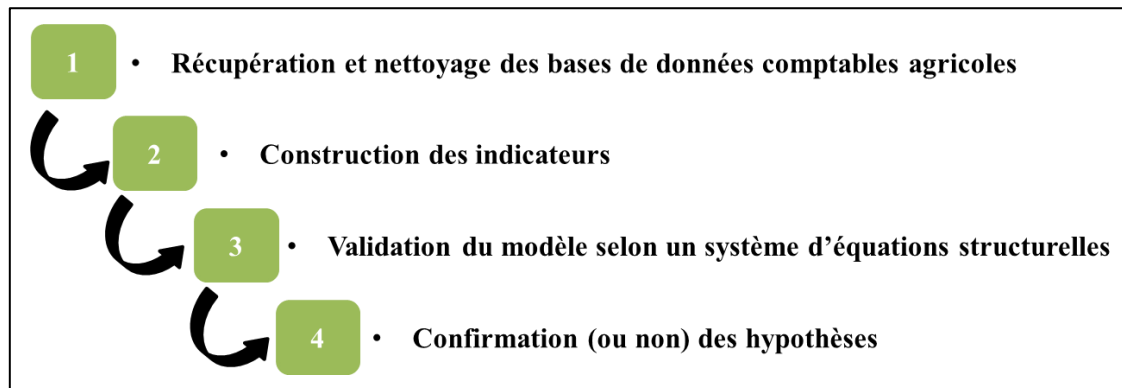 1 • Récupération et nettoyage des bases de données comptables agricoles
2 • Construction des indicateurs
3 • Validation du modèle selon un système d’équations structurelles
4 • Confirmation (ou non) des hypothèses